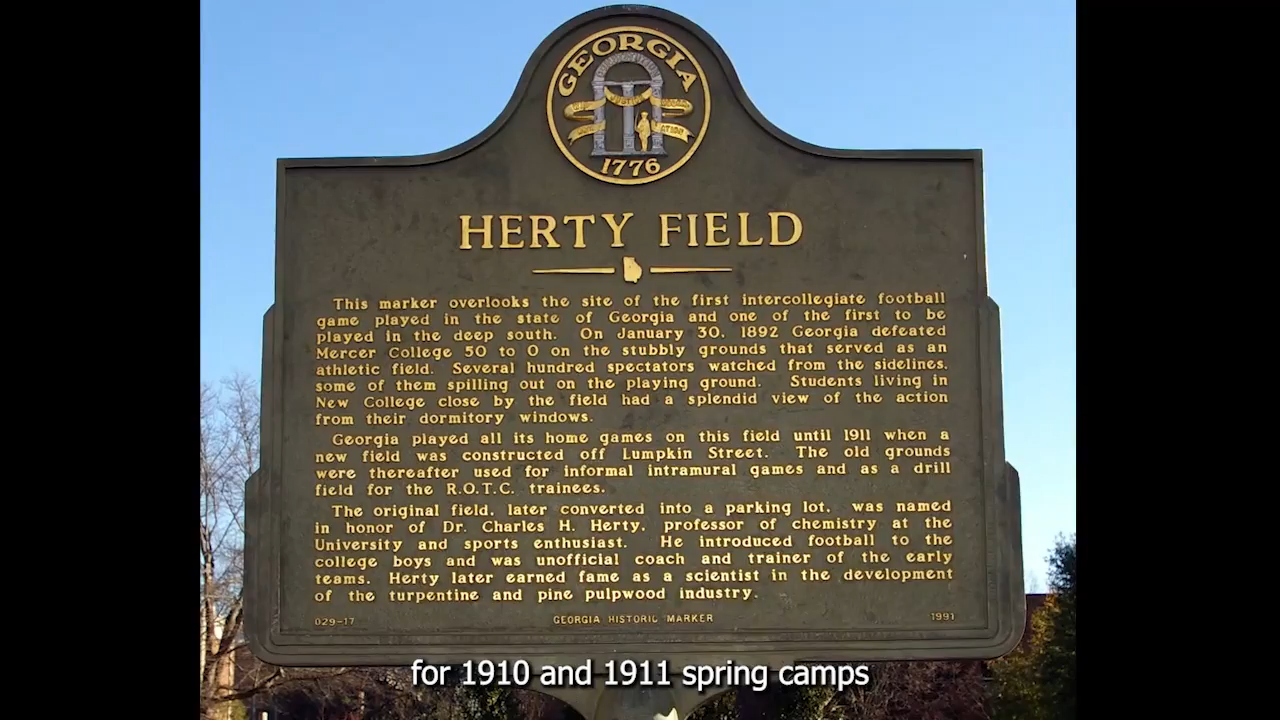 GEORGIA
1776
HERTY FIELD
This marker overlooks the site of the first intercollegiate football
game played in the state of Georgia and one of the first to be
played in the deep south. On January 30, 1892 Georgia defeated
Mercer College 50 to 0 on the stubbly grounds that served as an
athletic field. Several hundred spectators watched from the sidelines,
some of them spilling out on the playing ground. Students living in
New College close by the field had a splendid view of the action
from their dormitory windows.
Georgia played all its home games on this field until 1911 when a
new field was constructed off Lumpkin Street. The old grounds
were thereafter used for informal intramural games and as a drill
field for the R.O.T.C. trainees.
The original field, later converted into a parking lot, was named
in honor of Dr. Charles H. Herty, professor of chemistry at the
University and sports enthusiast. He introduced football to the
college boys and was unofficial coach and trainer of the early
teams. Herty later earned fame as a scientist in the development
of the turpentine and pine pulpwood industry.
029-17 GEORGIA HISTORIC MARKER 1991
for 1910 and 1911 spring camps